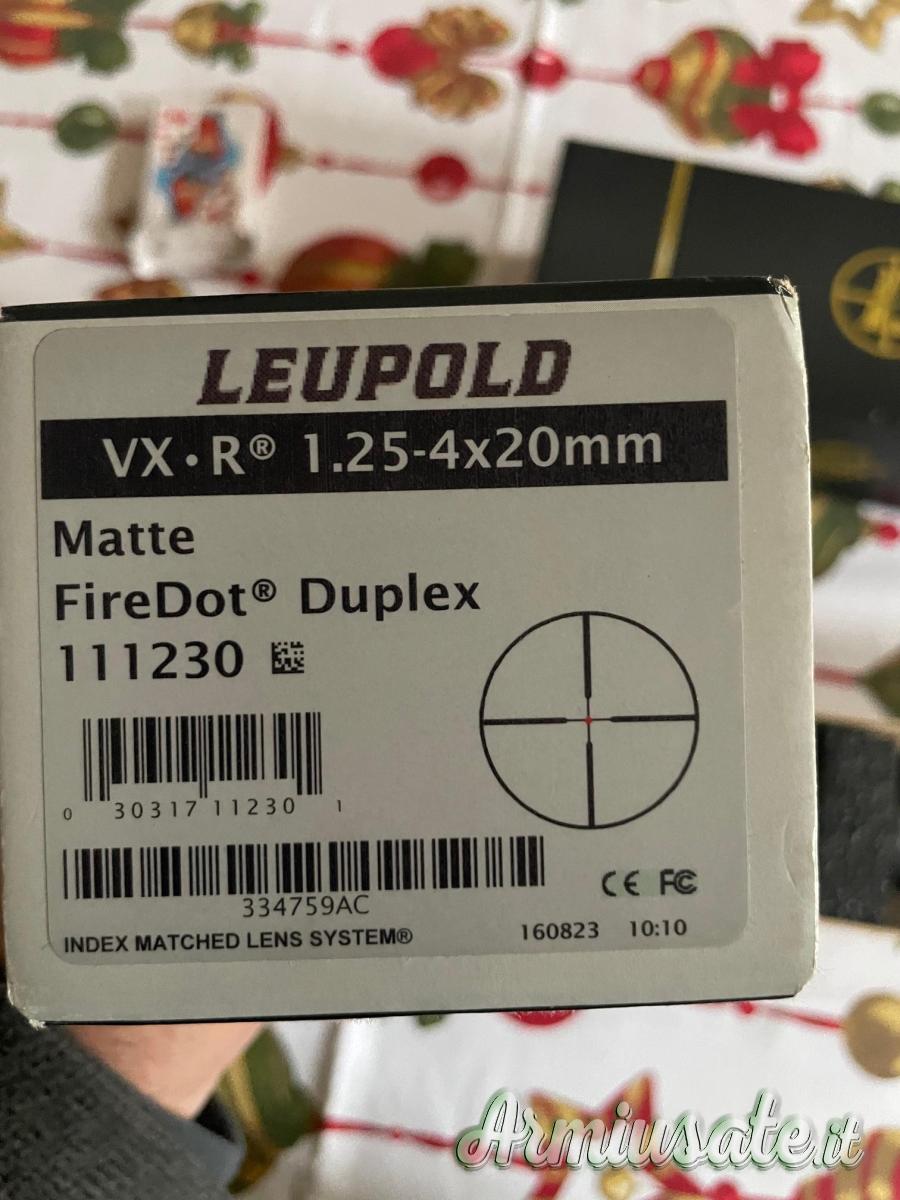 LEUPOLD
VX·R® 1.25-4x20mm
Matte
FireDot® Duplex
111230
0 30317 11230 1
334759AC
CE FC
INDEX MATCHED LENS SYSTEM®
160823 10:10
Armiusate.it